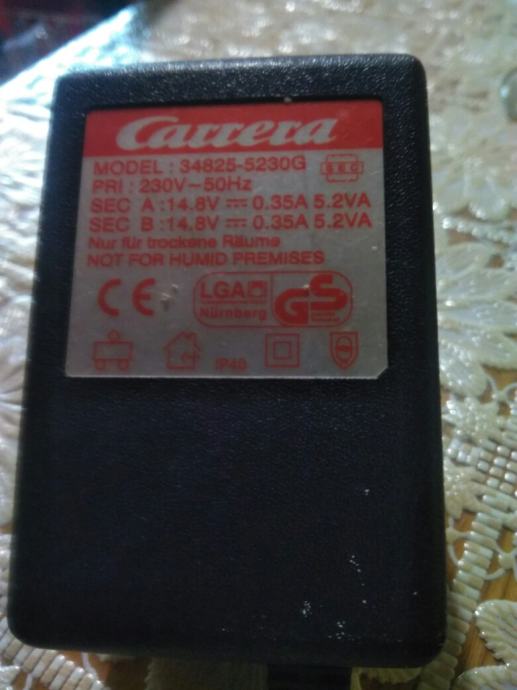 Carrera
MODEL : 34825-5230G
PRI : 230V~50Hz
SEC A :14.8V ⎓ 0.35A 5.2VA
SEC B :14.8V ⎓ 0.35A 5.2VA
Nur für trockene Räume
NOT FOR HUMID PREMISES
CE LGA Nürnberg GS
IP40